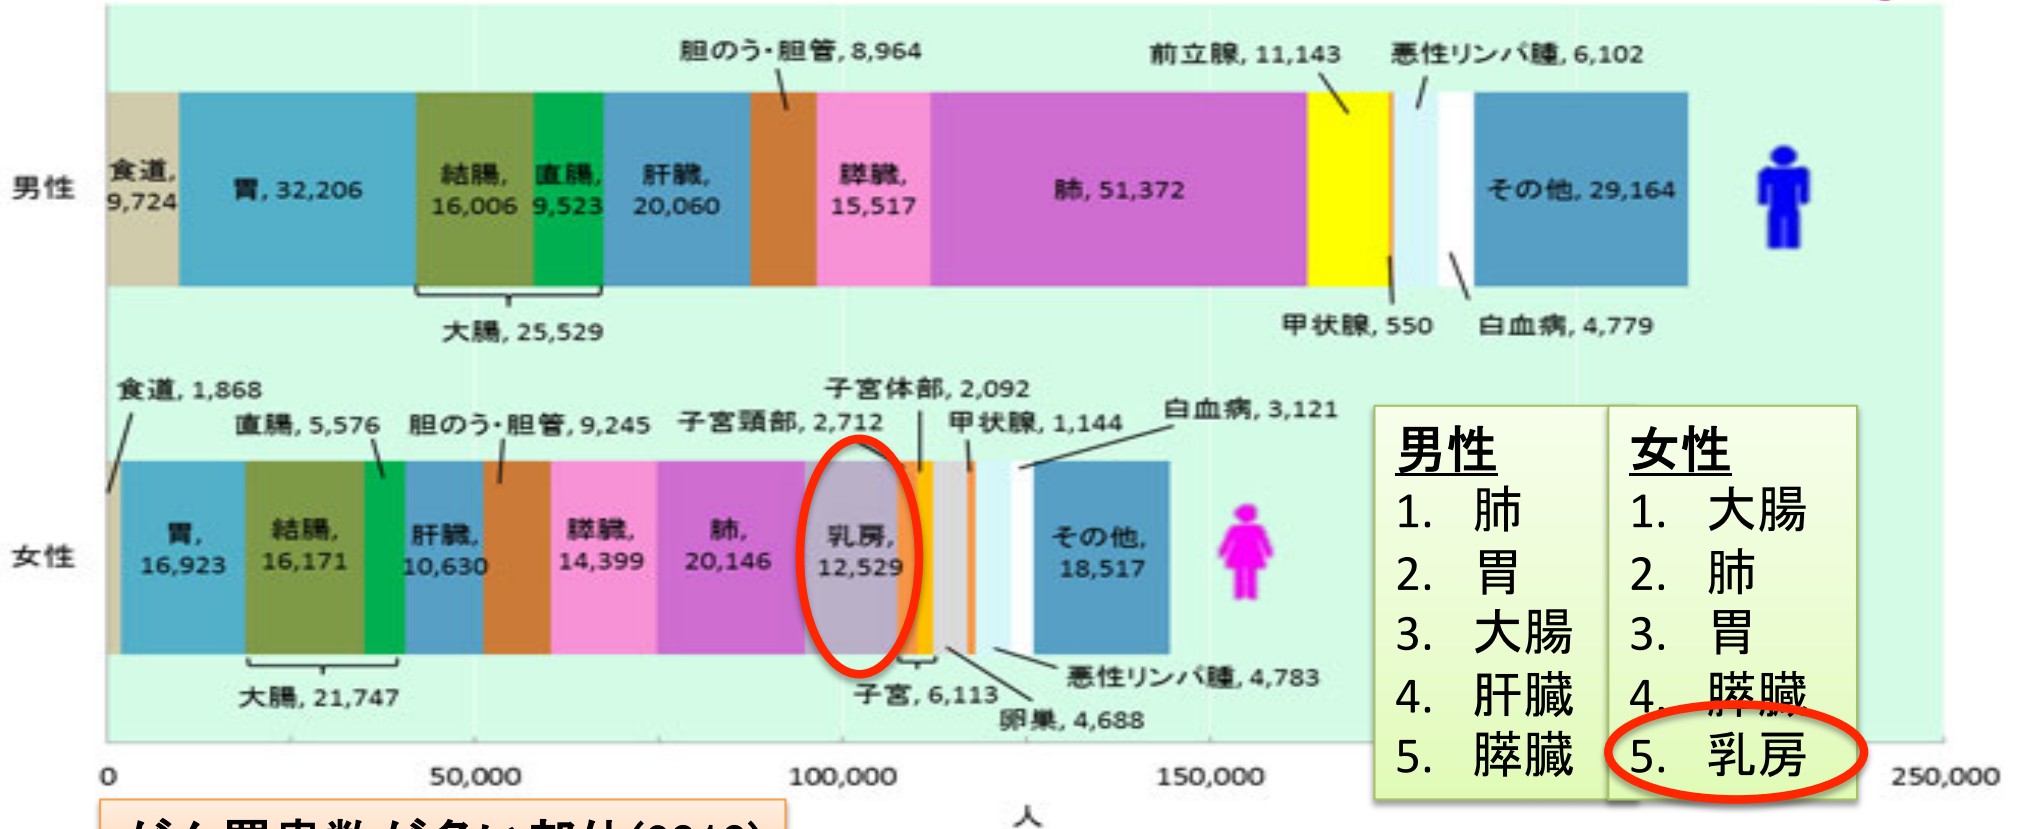 胆のう・胆管, 8,964
前立腺, 11,143
悪性リンパ腫, 6,102
男性
食道,
9,724
胃, 32,206
結腸,
16,006
直腸,
9,523
肝臓,
20,060
膵臓,
15,517
肺, 51,372
その他, 29,164
大腸, 25,529
甲状腺, 550
白血病, 4,779
食道, 1,868
直腸, 5,576
胆のう・胆管, 9,245
子宮頸部, 2,712
子宮体部, 2,092
甲状腺, 1,144
白血病, 3,121
女性
胃,
16,923
結腸,
16,171
肝臓,
10,630
膵臓,
14,399
肺,
20,146
乳房,
12,529
その他,
18,517
大腸, 21,747
子宮, 6,113
卵巣, 4,688
悪性リンパ腫, 4,783
男性
1. 肺
2. 胃
3. 大腸
4. 肝臓
5. 膵臓
女性
1. 大腸
2. 肺
3. 胃
4. 膵臓
5. 乳房
0
50,000
100,000
150,000
250,000
人